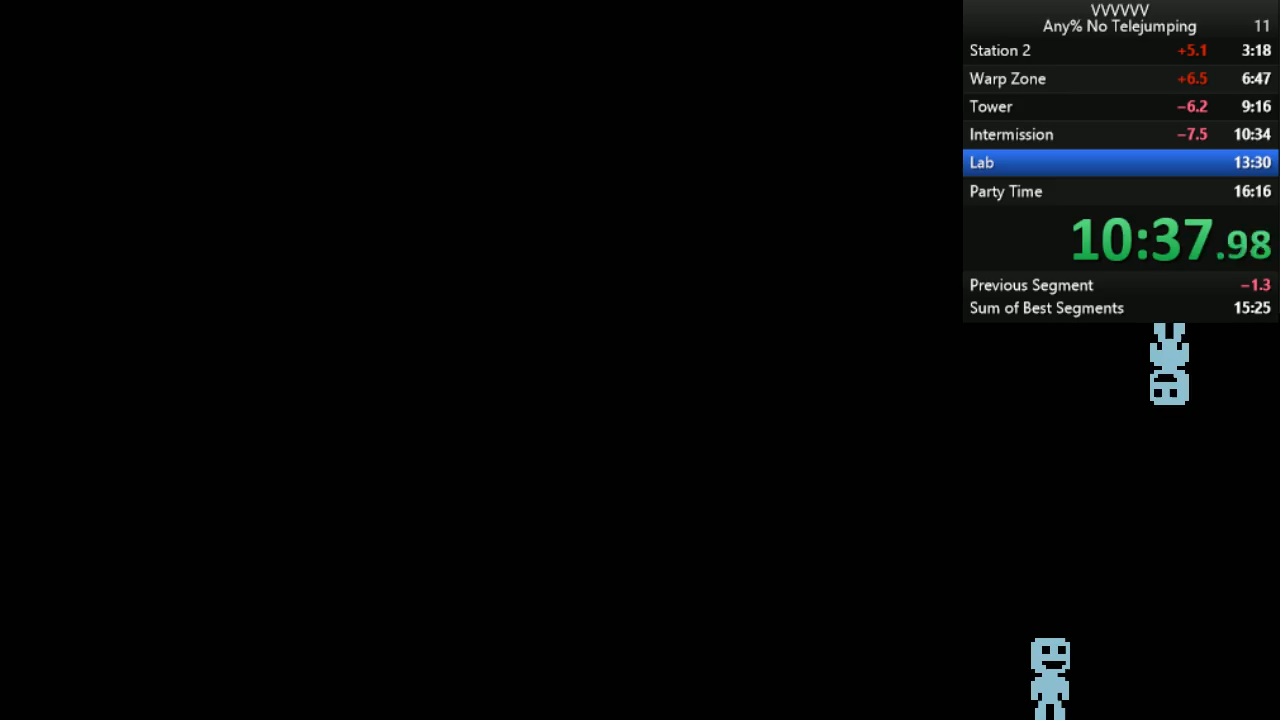 VVVVVV
Any% No Telejumping 11
Station 2 +5.1 3:18
Warp Zone +6.5 6:47
Tower −6.2 9:16
Intermission −7.5 10:34
Lab 13:30
Party Time 16:16
10:37.98
Previous Segment −1.3
Sum of Best Segments 15:25